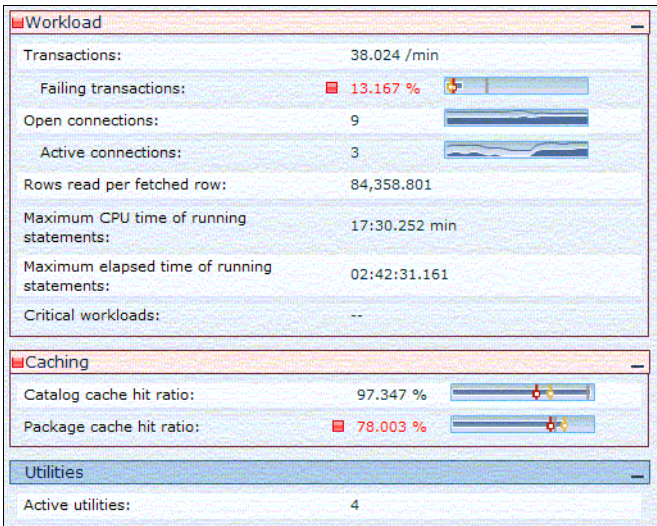 Workload
Transactions: 38.024 /min
Failing transactions: 13.167 %
Open connections: 9
Active connections: 3
Rows read per fetched row: 84,358.801
Maximum CPU time of running
statements: 17:30.252 min
Maximum elapsed time of running
statements: 02:42:31.161
Critical workloads: --
Caching
Catalog cache hit ratio: 97.347 %
Package cache hit ratio: 78.003 %
Utilities
Active utilities: 4